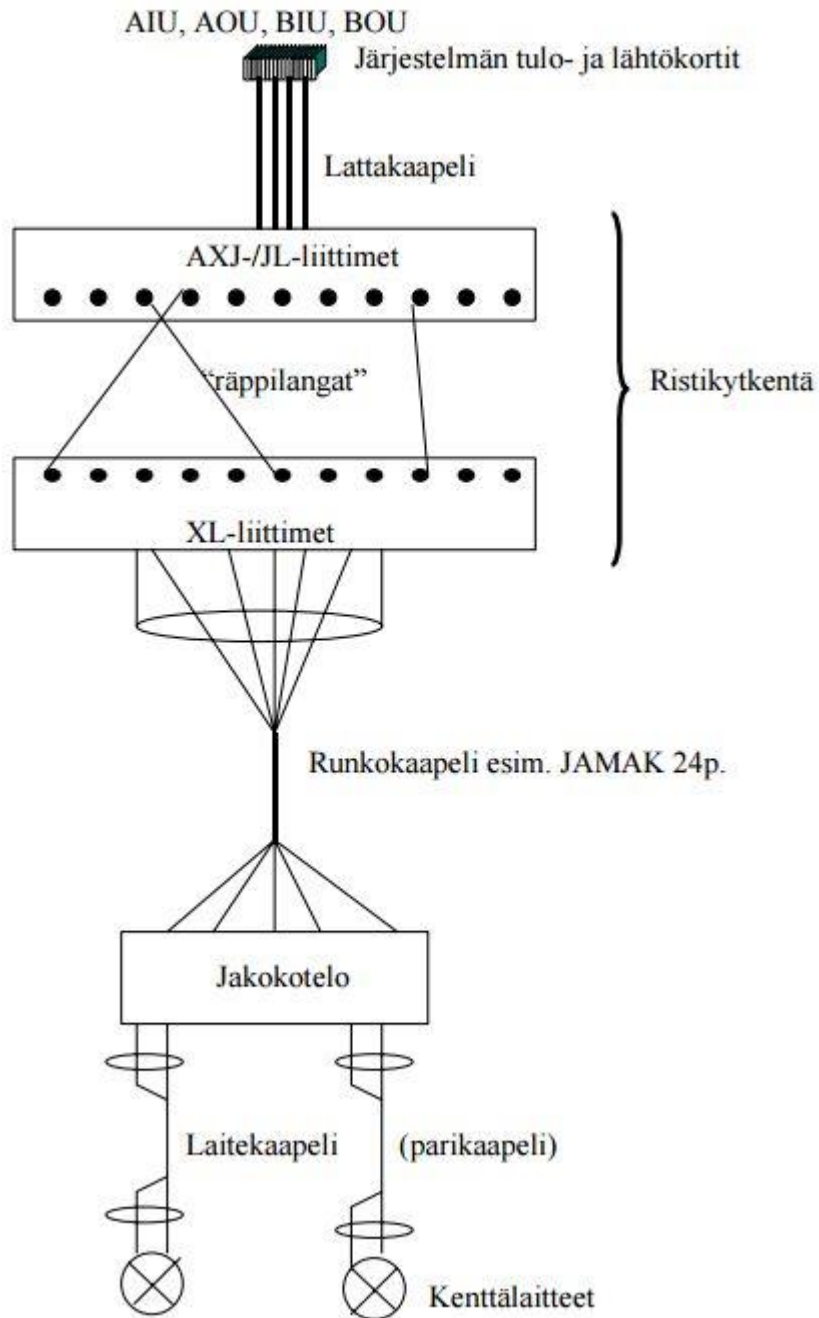 AIU, AOU, BIU, BOU
Järjestelmän tulo- ja lähtökortit
Lattakaapeli
AXJ-/JL-liittimet
“räppilangat”
Ristikytkentä
XL-liittimet
Runkokaapeli esim. JAMAK 24p.
Jakokotelo
Laitekaapeli (parikaapeli)
Kenttälaitteet